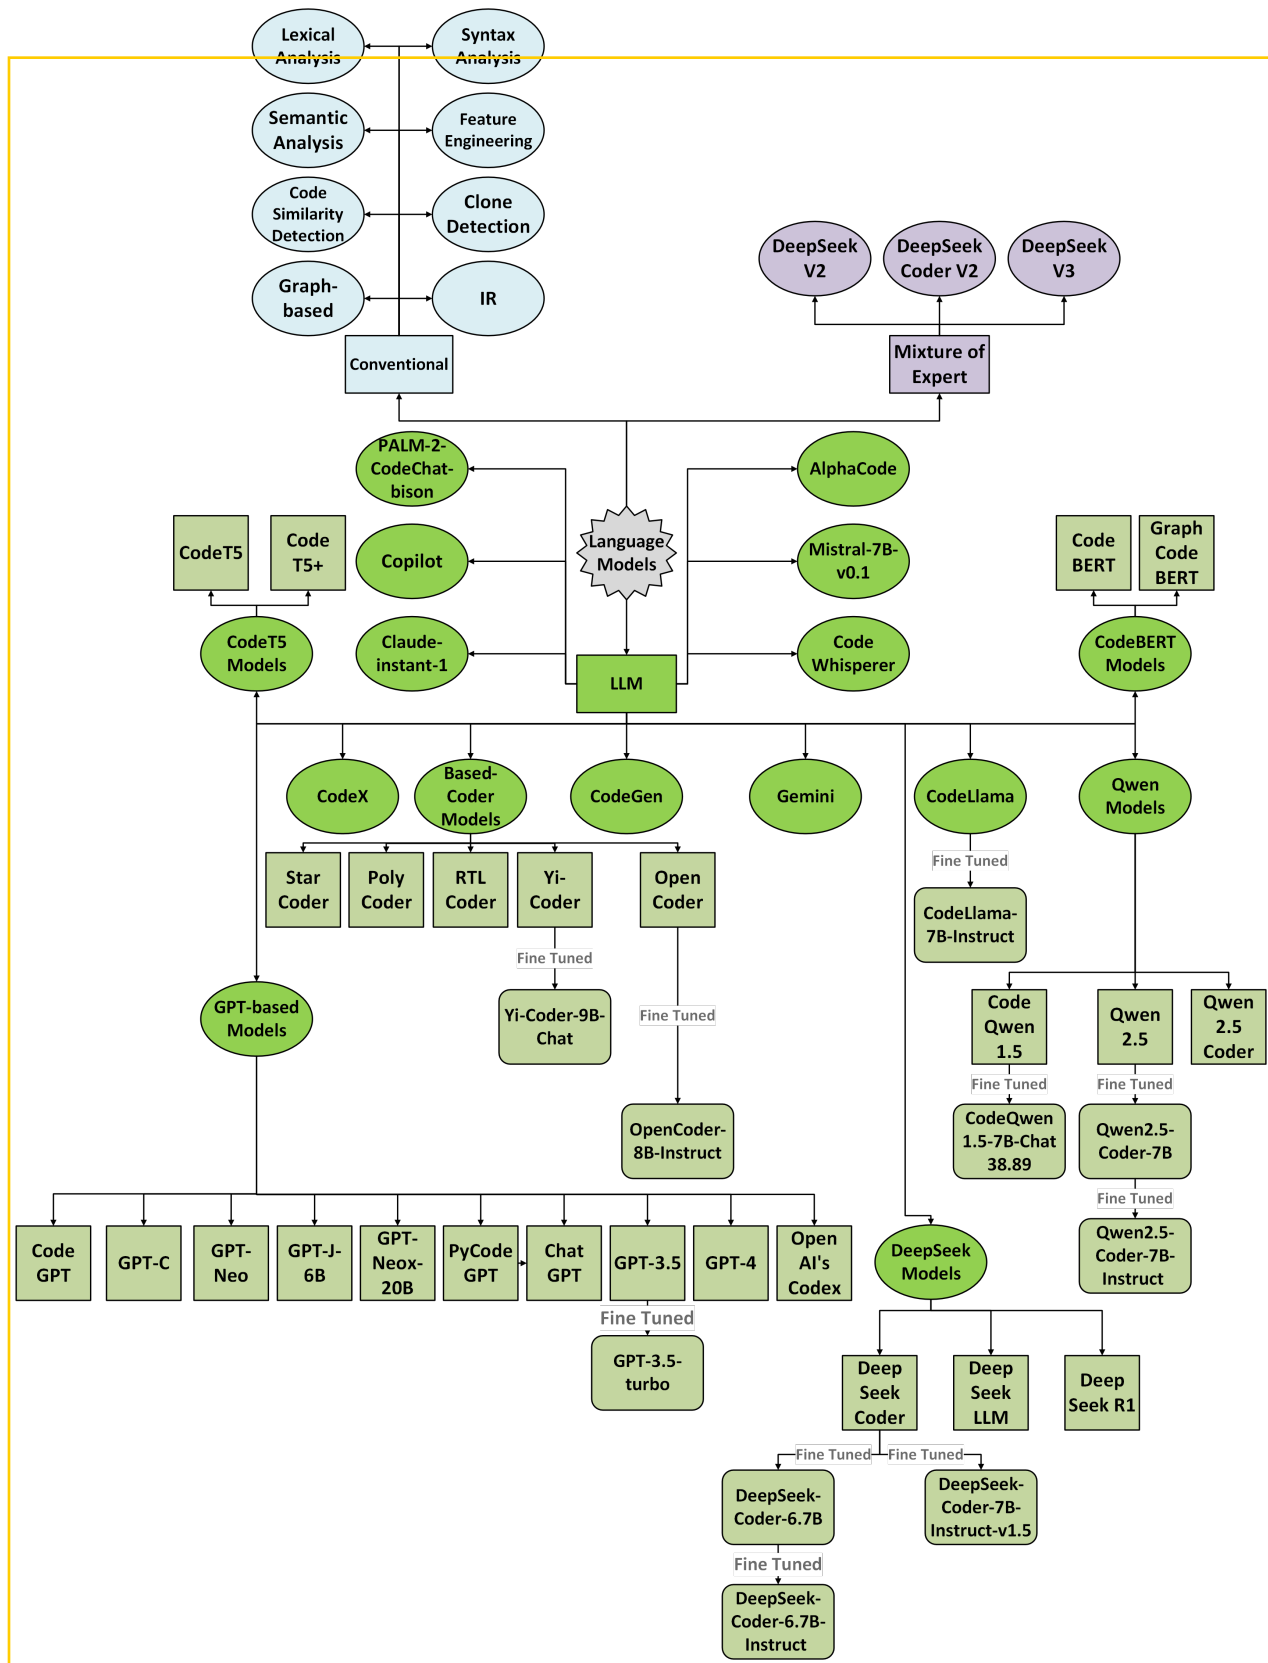 Lexical
Analysis
Syntax
Analysis
Semantic
Analysis
Feature
Engineering
Code
Similarity
Detection
Clone
Detection
Graph-
based
IR
Conventional
DeepSeek
V2
DeepSeek
Coder V2
DeepSeek
V3
Mixture of
Expert
PALM-2-
CodeChat-
bison
AlphaCode
Copilot
Language
Models
Mistral-7B-
v0.1
Claude-
instant-1
LLM
Code
Whisperer
CodeT5
Code
T5+
CodeT5
Models
Code
BERT
Graph
Code
BERT
CodeBERT
Models
CodeX
Based-
Coder
Models
CodeGen
Gemini
CodeLlama
Qwen
Models
Star
Coder
Poly
Coder
RTL
Coder
Yi-
Coder
Open
Coder
Fine Tuned
CodeLlama-
7B-Instruct
Fine Tuned
Yi-Coder-9B-
Chat
Fine Tuned
OpenCoder-
8B-Instruct
GPT-based
Models
Code
Qwen
1.5
Qwen
2.5
Qwen
2.5
Coder
Fine Tuned
Fine Tuned
CodeQwen
1.5-7B-Chat
38.89
Qwen2.5-
Coder-7B
Fine Tuned
Qwen2.5-
Coder-7B-
Instruct
Code
GPT
GPT-C
GPT-
Neo
GPT-J-
6B
GPT-
Neox-
20B
PyCode
GPT
Chat
GPT
GPT-3.5
GPT-4
Open
AI's
Codex
Fine Tuned
GPT-3.5-
turbo
DeepSeek
Models
Deep
Seek
Coder
Deep
Seek
LLM
Deep
Seek R1
Fine Tuned
Fine Tuned
DeepSeek-
Coder-6.7B
DeepSeek-
Coder-7B-
Instruct-v1.5
Fine Tuned
DeepSeek-
Coder-6.7B-
Instruct